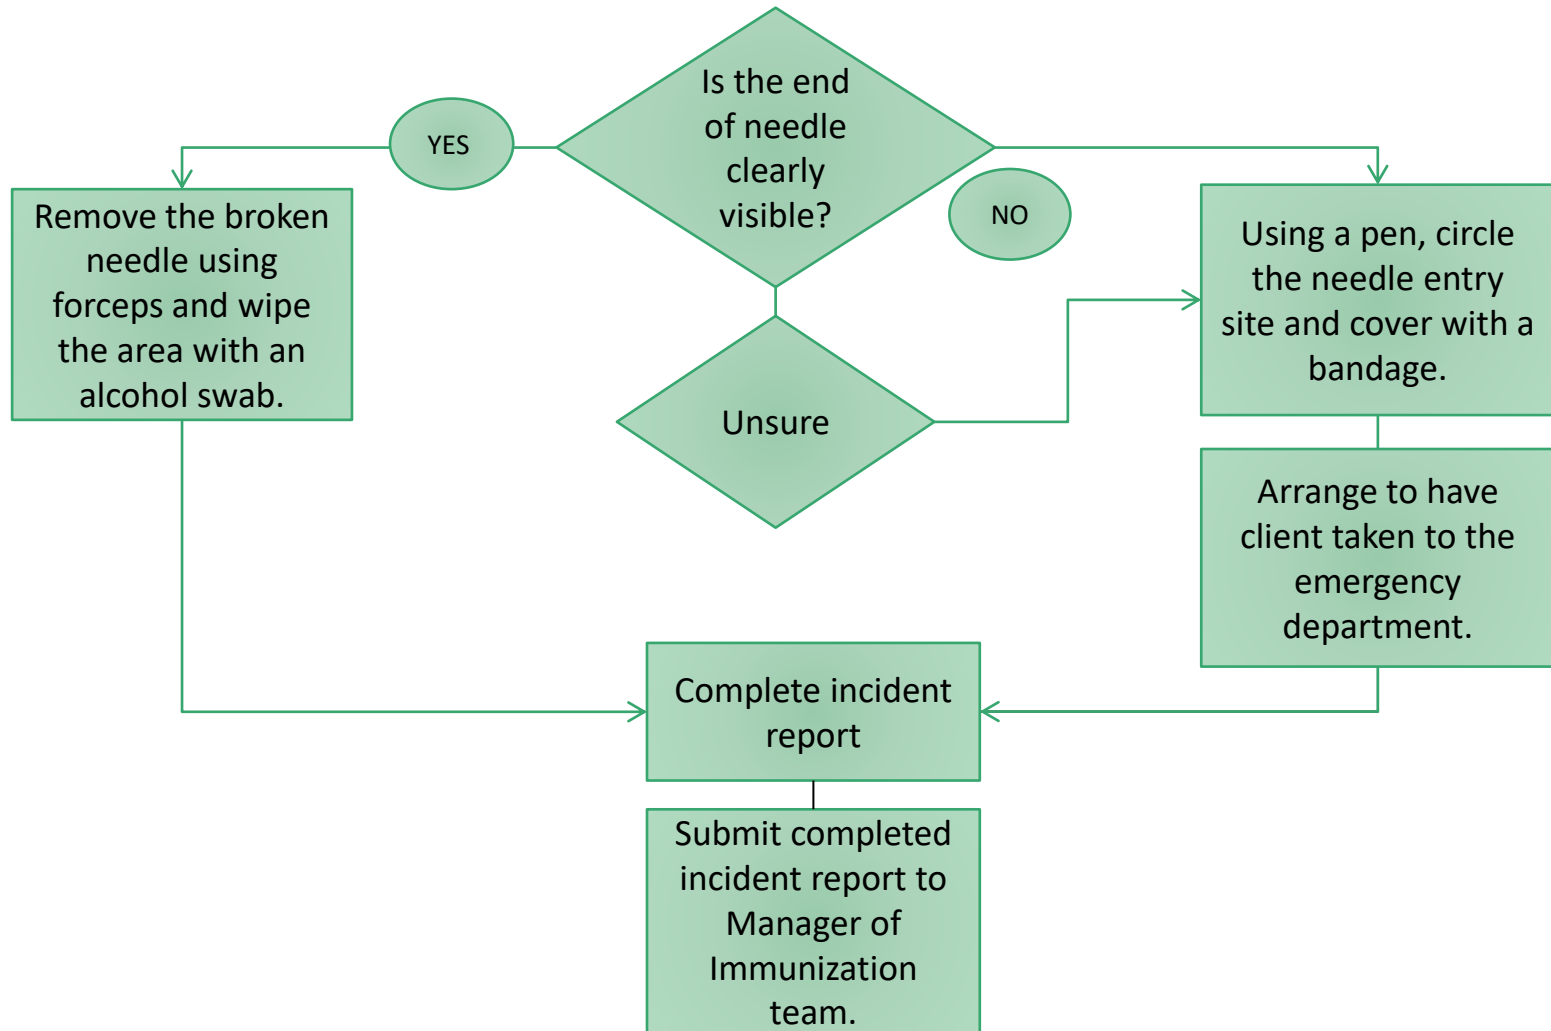 Is the end
of needle
clearly
visible?
YES
NO
Remove the broken
needle using
forceps and wipe
the area with an
alcohol swab.
Using a pen, circle
the needle entry
site and cover with a
bandage.
Unsure
Arrange to have
client taken to the
emergency
department.
Complete incident
report
Submit completed
incident report to
Manager of
Immunization
team.